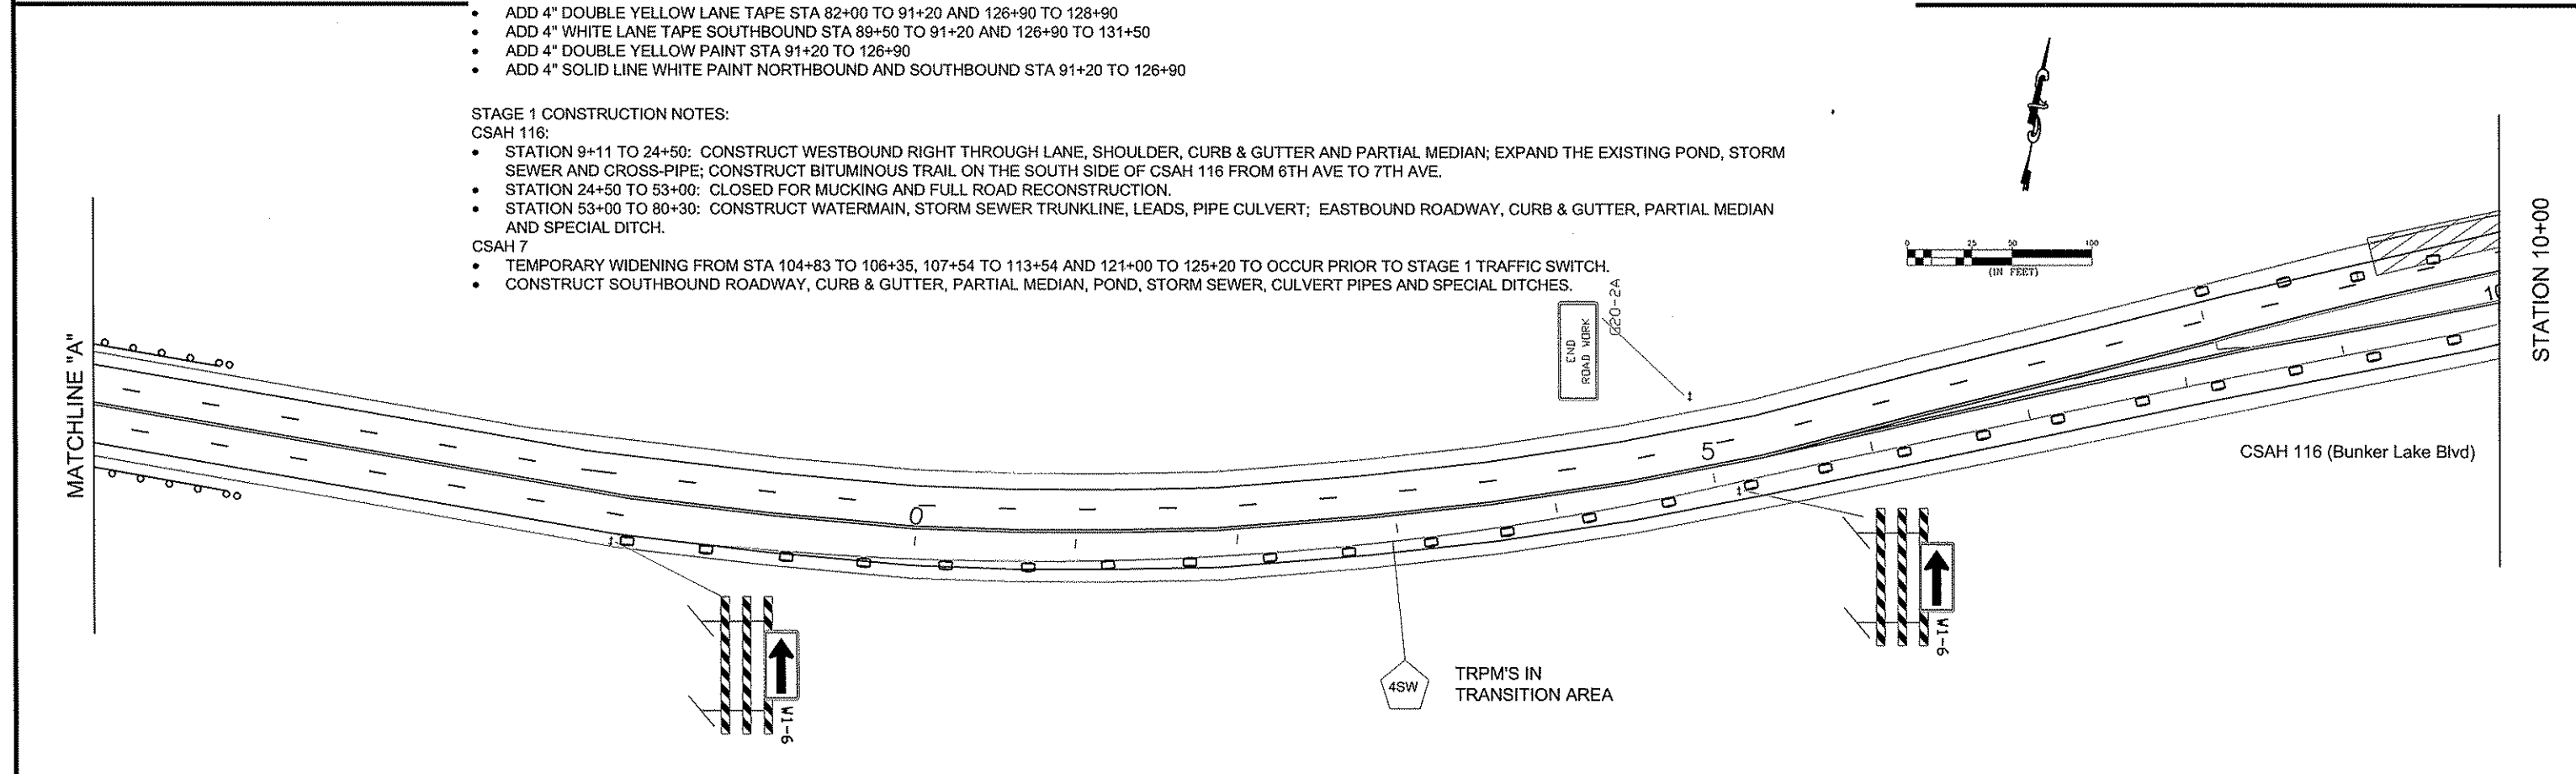 • ADD 4" DOUBLE YELLOW LANE TAPE STA 82+00 TO 91+20 AND 126+90 TO 128+90
• ADD 4" WHITE LANE TAPE SOUTHBOUND STA 89+50 TO 91+20 AND 126+90 TO 131+50
• ADD 4" DOUBLE YELLOW PAINT STA 91+20 TO 126+90
• ADD 4" SOLID LINE WHITE PAINT NORTHBOUND AND SOUTHBOUND STA 91+20 TO 126+90
STAGE 1 CONSTRUCTION NOTES:
CSAH 116:
• STATION 9+11 TO 24+50: CONSTRUCT WESTBOUND RIGHT THROUGH LANE, SHOULDER, CURB & GUTTER AND PARTIAL MEDIAN; EXPAND THE EXISTING POND, STORM
SEWER AND CROSS-PIPE; CONSTRUCT BITUMINOUS TRAIL ON THE SOUTH SIDE OF CSAH 116 FROM 6TH AVE TO 7TH AVE.
• STATION 24+50 TO 53+00: CLOSED FOR MUCKING AND FULL ROAD RECONSTRUCTION.
• STATION 53+00 TO 80+30: CONSTRUCT WATERMAIN, STORM SEWER TRUNKLINE, LEADS, PIPE CULVERT; EASTBOUND ROADWAY, CURB & GUTTER, PARTIAL MEDIAN
AND SPECIAL DITCH.
CSAH 7
• TEMPORARY WIDENING FROM STA 104+83 TO 106+35, 107+54 TO 113+54 AND 121+00 TO 125+20 TO OCCUR PRIOR TO STAGE 1 TRAFFIC SWITCH.
• CONSTRUCT SOUTHBOUND ROADWAY, CURB & GUTTER, PARTIAL MEDIAN, POND, STORM SEWER, CULVERT PIPES AND SPECIAL DITCHES.
0 25 50 100
(IN FEET)
STATION 10+00
MATCHLINE "A"
END
ROAD WORK
G20-2A
10
5
0
CSAH 116 (Bunker Lake Blvd)
W1-6
W1-6
4SW
TRPM'S IN
TRANSITION AREA